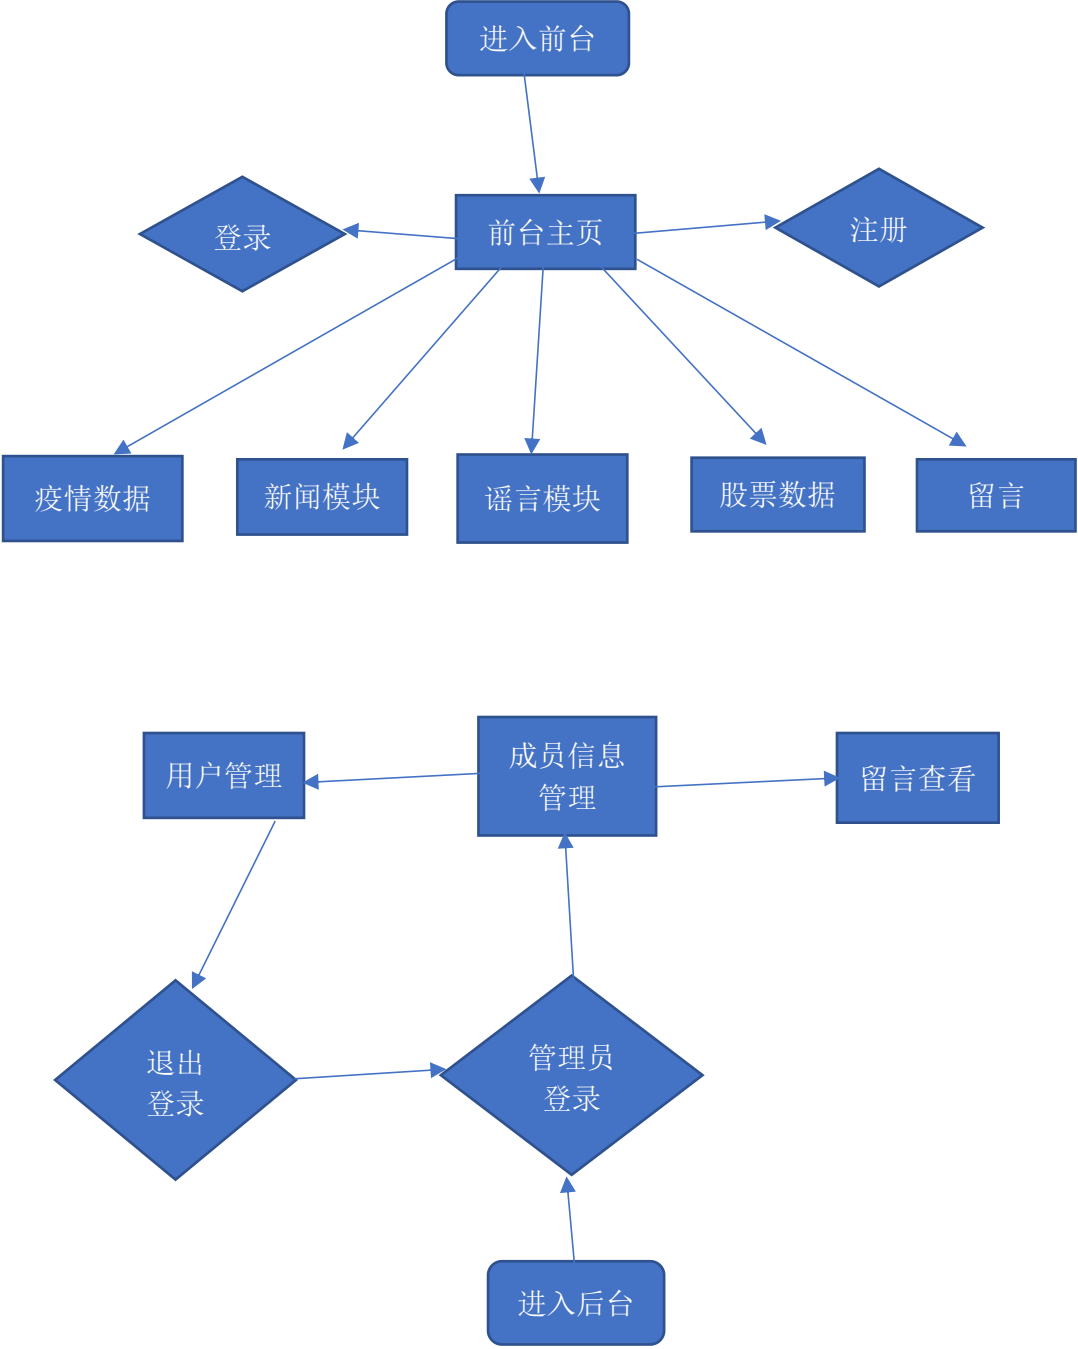 进入前台
登录
前台主页
注册
疫情数据
新闻模块
谣言模块
股票数据
留言
用户管理
成员信息
管理
留言查看
退出
登录
管理员
登录
进入后台